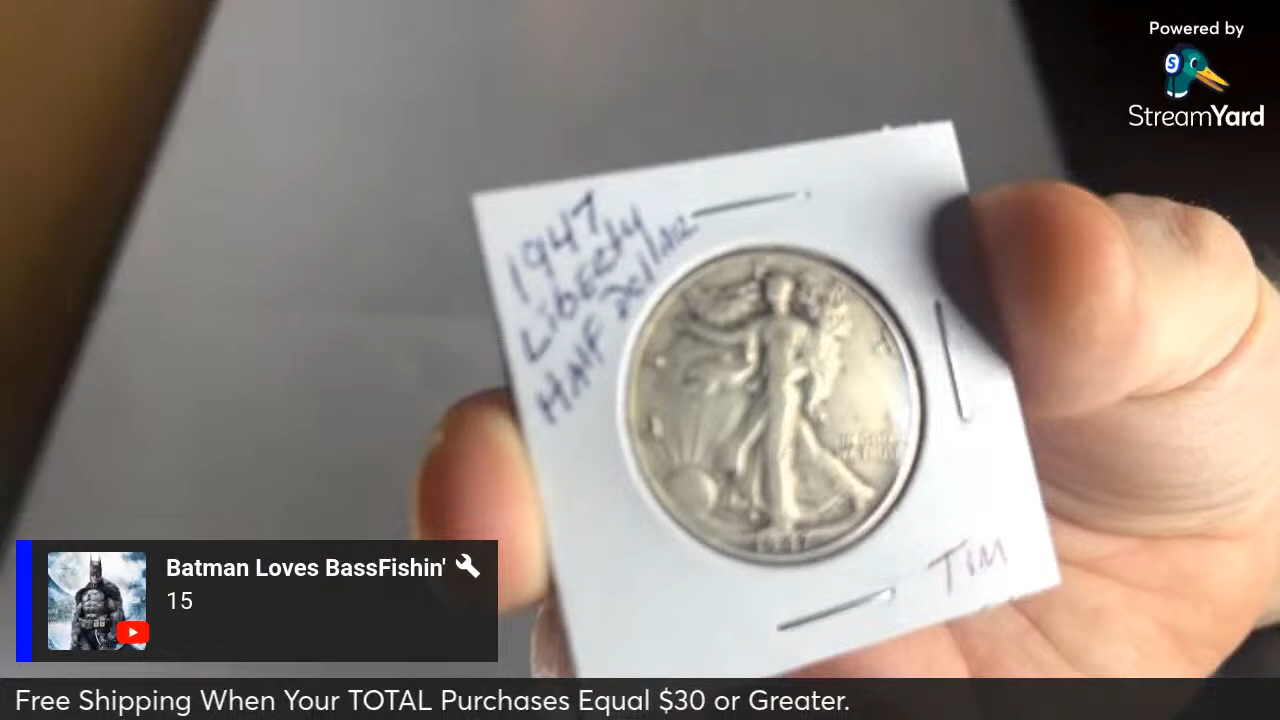 Powered by
StreamYard
1947
LibERty
HAlF DollAR
1947
TIM
Batman Loves BassFishin'
15
Free Shipping When Your TOTAL Purchases Equal $30 or Greater.